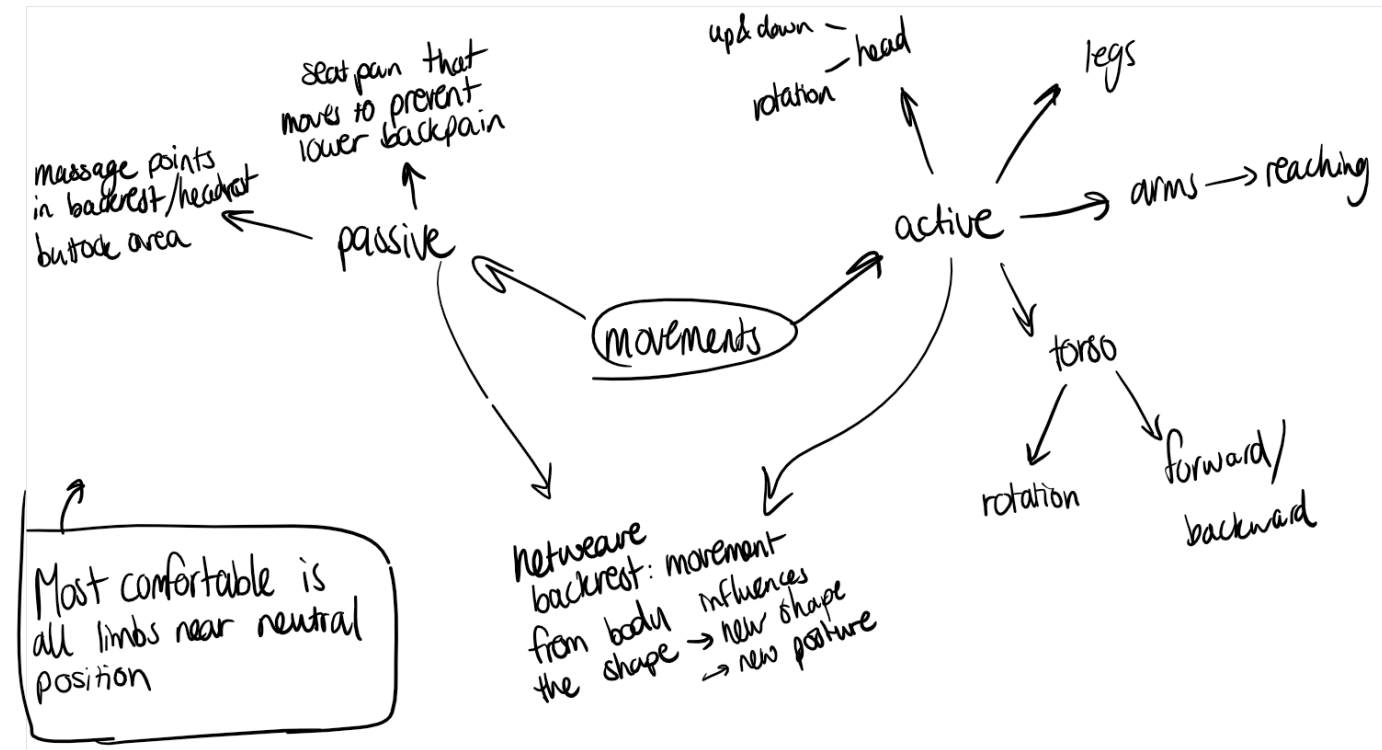 up&down
head
rotation
legs
seat pan that
moves to prevent
lower backpain
massage points
in backrest/headrest
buttock area
passive
active
arms
reaching
movements
torso
rotation
forward/
backward
netweave
backrest: movement
from body influences
the shape → new shape
→ new posture
Most comfortable is
all limbs near neutral
position